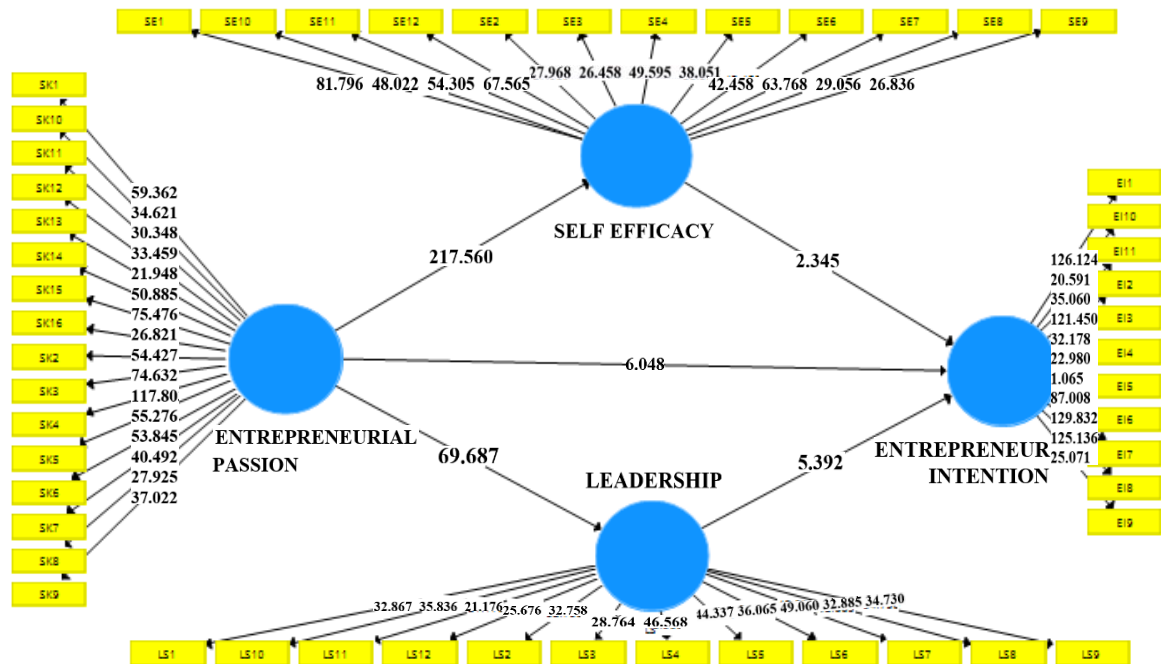 SE1 SE10 SE11 SE12 SE2 SE3 SE4 SE5 SE6 SE7 SE8 SE9
81.796 48.022 54.305 67.565 27.968 26.458 49.595 38.051 42.458 63.768 29.056 26.836
SK1
SK10
SK11
SK12
SK13
SK14
SK15
SK16
SK2
SK3
SK4
SK5
SK6
SK7
SK8
SK9
59.362
34.621
30.348
33.459
21.948
50.885
75.476
26.821
54.427
74.632
117.80
55.276
53.845
40.492
27.925
37.022
SELF EFFICACY
217.560
2.345
6.048
ENTREPRENEURIAL
PASSION
69.687
5.392
LEADERSHIP
ENTREPRENEUR
INTENTION
126.124
20.591
35.060
121.450
32.178
22.980
1.065
87.008
129.832
125.136
25.071
EI1
EI10
EI11
EI2
EI3
EI4
EI5
EI6
EI7
EI8
EI9
32.867 35.836 21.176 25.676 32.758 28.764 46.568 44.337 36.065 49.060 32.885 34.730
LS1 LS10 LS11 LS12 LS2 LS3 LS4 LS5 LS6 LS7 LS8 LS9